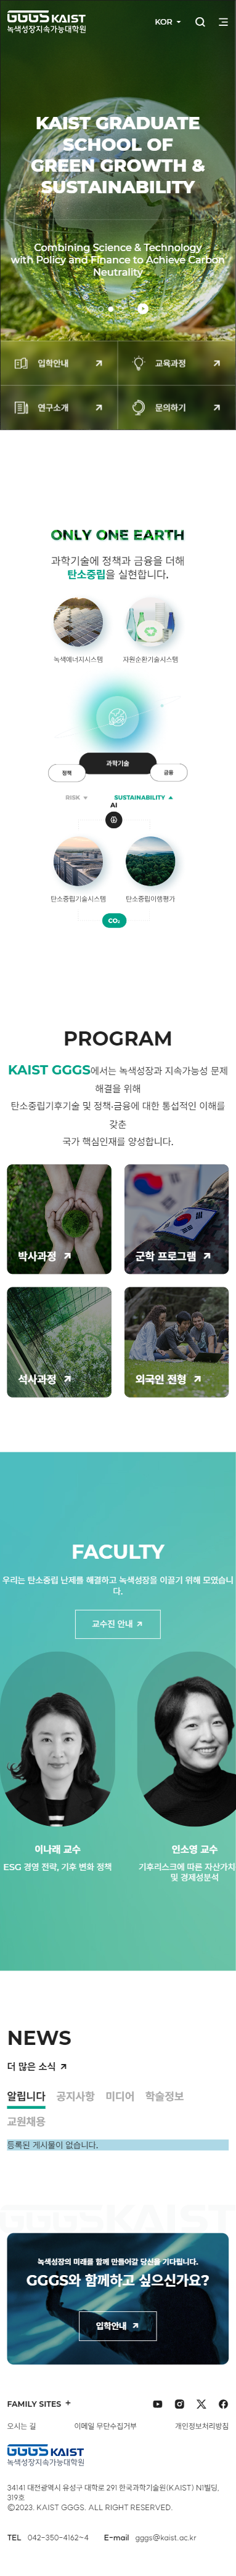 GGGS KAIST
녹색성장지속가능대학원
KOR
KAIST GRADUATE
SCHOOL OF
GREEN GROWTH &
SUSTAINABILITY
Combining Science & Technology
with Policy and Finance to Achieve Carbon
Neutrality
입학안내
교육과정
연구소개
문의하기
ONLY ONE EARTH
과학기술에 정책과 금융을 더해
탄소중립을 실현합니다.
녹색에너지시스템
자원순환기술시스템
과학기술
정책
금융
RISK
SUSTAINABILITY
AI
탄소중립기술시스템
탄소중립이행평가
CO₂
PROGRAM
KAIST GGGS에서는 녹색성장과 지속가능성 문제
해결을 위해
탄소중립기후기술 및 정책·금융에 대한 통섭적인 이해를
갖춘
국가 핵심인재를 양성합니다.
박사과정
군학 프로그램
석사과정
외국인 전형
FACULTY
우리는 탄소중립 난제를 해결하고 녹색성장을 이끌기 위해 모였습니
다.
교수진 안내
이나래 교수
ESG 경영 전략, 기후 변화 정책
인소영 교수
기후리스크에 따른 자산가치
및 경제성분석
NEWS
더 많은 소식
알립니다 공지사항 미디어 학술정보
교원채용
등록된 게시물이 없습니다.
GGGSKAIST
녹색성장의 미래를 함께 만들어갈 당신을 기다립니다.
GGGS와 함께하고 싶으신가요?
입학안내
FAMILY SITES +
오시는 길
이메일 무단수집거부
개인정보처리방침
GGGS KAIST
녹색성장지속가능대학원
34141 대전광역시 유성구 대학로 291 한국과학기술원(KAIST) N1빌딩,
319호
©2023. KAIST GGGS. ALL RIGHT RESERVED.
TEL 042-350-4162~4 E-mail gggs@kaist.ac.kr